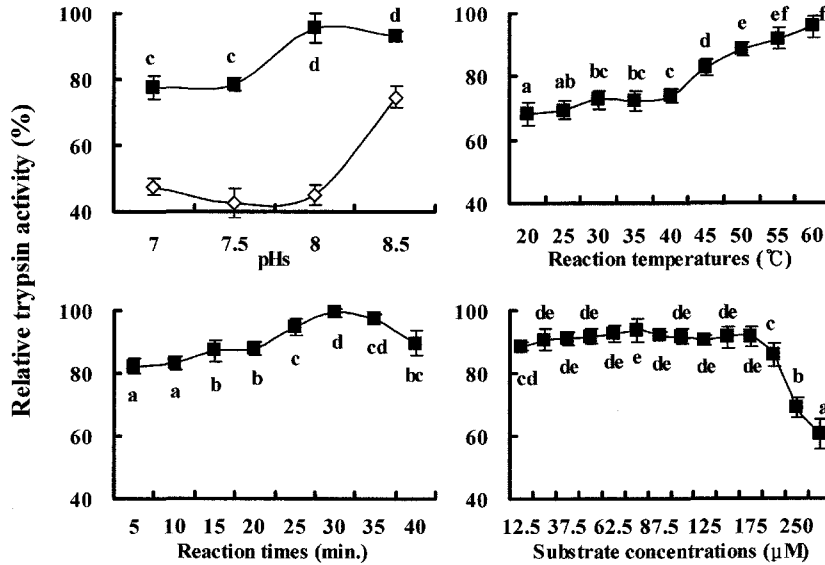 Relative trypsin activity (%)
100
80
60
40
c c d d
d
7 7.5 8 8.5
pHs
100
80
60
40
a ab bc bc c d e ef f
20 25 30 35 40 45 50 55 60
Reaction temperatures (℃)
100
80
60
40
a a b b c d cd bc
5 10 15 20 25 30 35 40
Reaction times (min.)
100
80
60
40
de de de de c
cd de de e de de de b a
12.5 37.5 62.5 87.5 125 175 250
Substrate concentrations (µM)